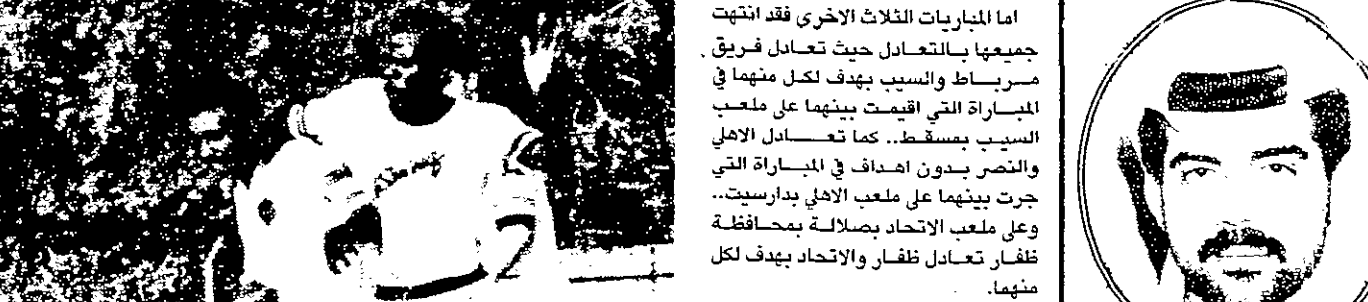 اما المباريات الثلاث الاخرى فقد انتهت
جميعها بالتعادل حيث تعادل فريق
مرباط والسيب بهدف لكل منهما في
المباراة التي اقيمت بينهما على ملعب
السيب بمسقط.. كما تعادل الاهلي
والنصر بدون اهداف في المباراة التي
جرت بينهما على ملعب الاهلي بدارسيت..
وعلى ملعب الاتحاد بصلالة بمحافظة
ظفار تعادل ظفار والاتحاد بهدف لكل
منهما.